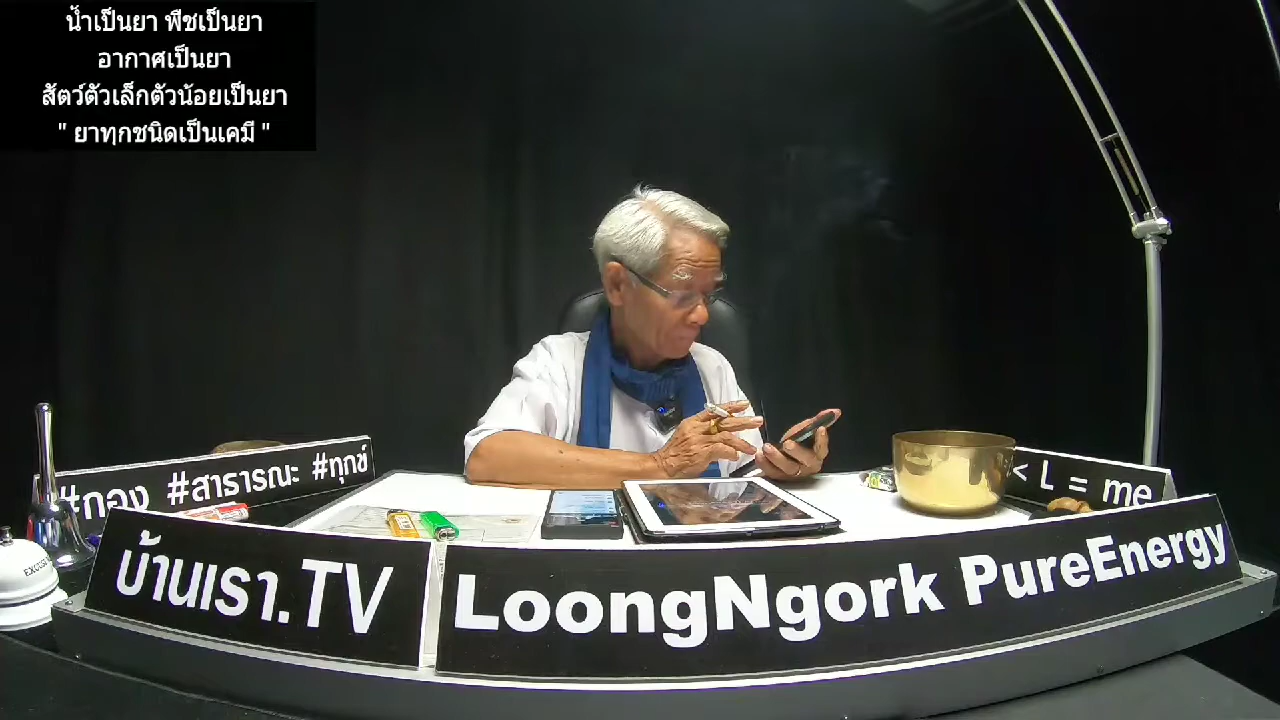 น้ำเป็นยา พืชเป็นยา
อากาศเป็นยา
สัตว์ตัวเล็กตัวน้อยเป็นยา
" ยาทุกชนิดเป็นเคมี "
#กอง #สาธารณะ #ทุกข์
< L = me
บ้านเรา.TV
LoongNgork PureEnergy